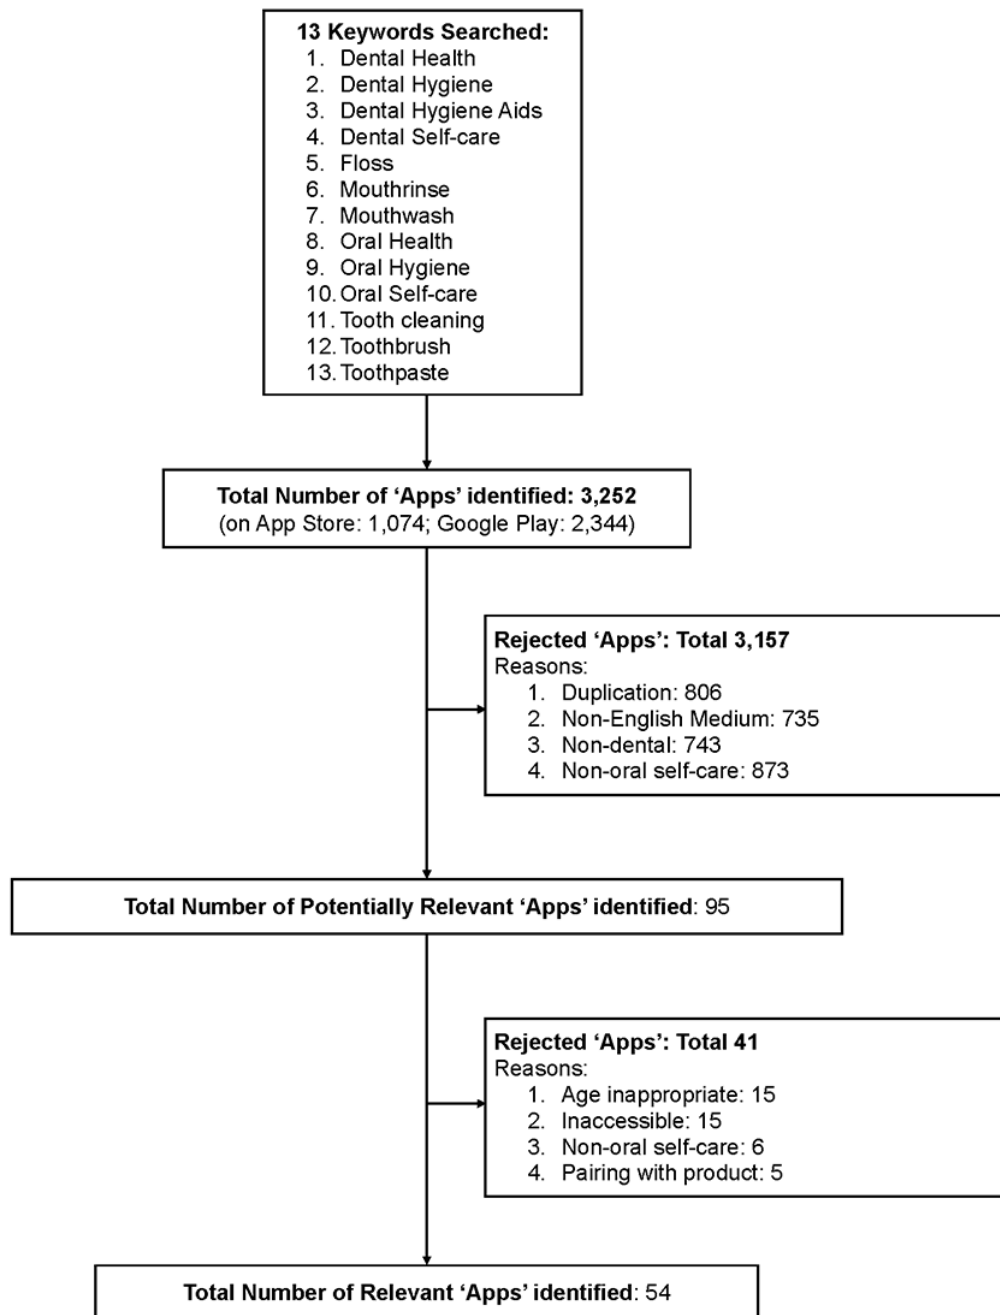 13 Keywords Searched:
1. Dental Health
2. Dental Hygiene
3. Dental Hygiene Aids
4. Dental Self-care
5. Floss
6. Mouthrinse
7. Mouthwash
8. Oral Health
9. Oral Hygiene
10. Oral Self-care
11. Tooth cleaning
12. Toothbrush
13. Toothpaste
Total Number of ‘Apps’ identified: 3,252
(on App Store: 1,074; Google Play: 2,344)
Rejected ‘Apps’: Total 3,157
Reasons:
1. Duplication: 806
2. Non-English Medium: 735
3. Non-dental: 743
4. Non-oral self-care: 873
Total Number of Potentially Relevant ‘Apps’ identified: 95
Rejected ‘Apps’: Total 41
Reasons:
1. Age inappropriate: 15
2. Inaccessible: 15
3. Non-oral self-care: 6
4. Pairing with product: 5
Total Number of Relevant ‘Apps’ identified: 54